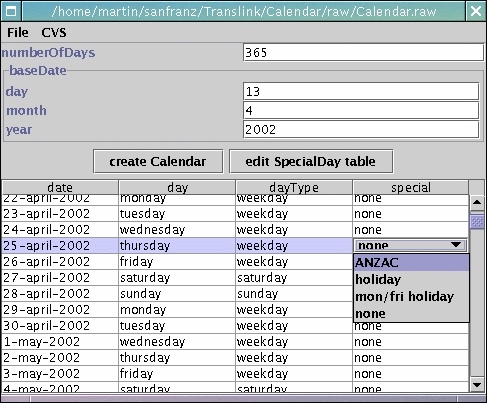 /home/martin/sanfranz/Translink/Calendar/raw/Calendar.raw
File CVS
numberOfDays 365
baseDate
day 13
month 4
year 2002
create Calendar edit SpecialDay table
date day dayType special
22-april-2002 monday weekday none
23-april-2002 tuesday weekday none
24-april-2002 wednesday weekday none
25-april-2002 thursday weekday none
26-april-2002 friday weekday ANZAC
27-april-2002 saturday saturday holiday
28-april-2002 sunday sunday mon/fri holiday
29-april-2002 monday weekday none
30-april-2002 tuesday weekday none
1-may-2002 wednesday weekday none
2-may-2002 thursday weekday none
3-may-2002 friday weekday none
4-may-2002 saturday saturday none